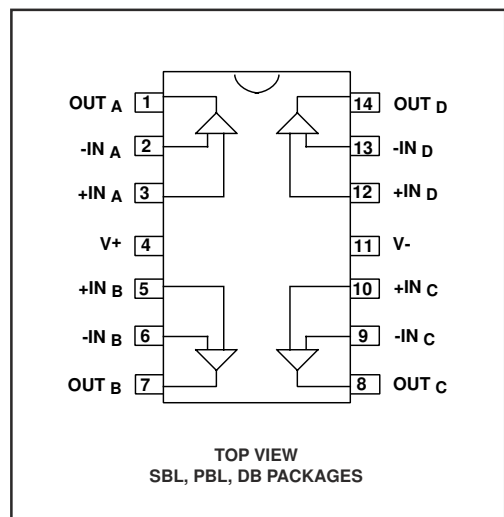 OUT A 1 14 OUT D
-IN A 2 13 -IN D
+IN A 3 12 +IN D
V+ 4 11 V-
+IN B 5 10 +IN C
-IN B 6 9 -IN C
OUT B 7 8 OUT C
TOP VIEW
SBL, PBL, DB PACKAGES